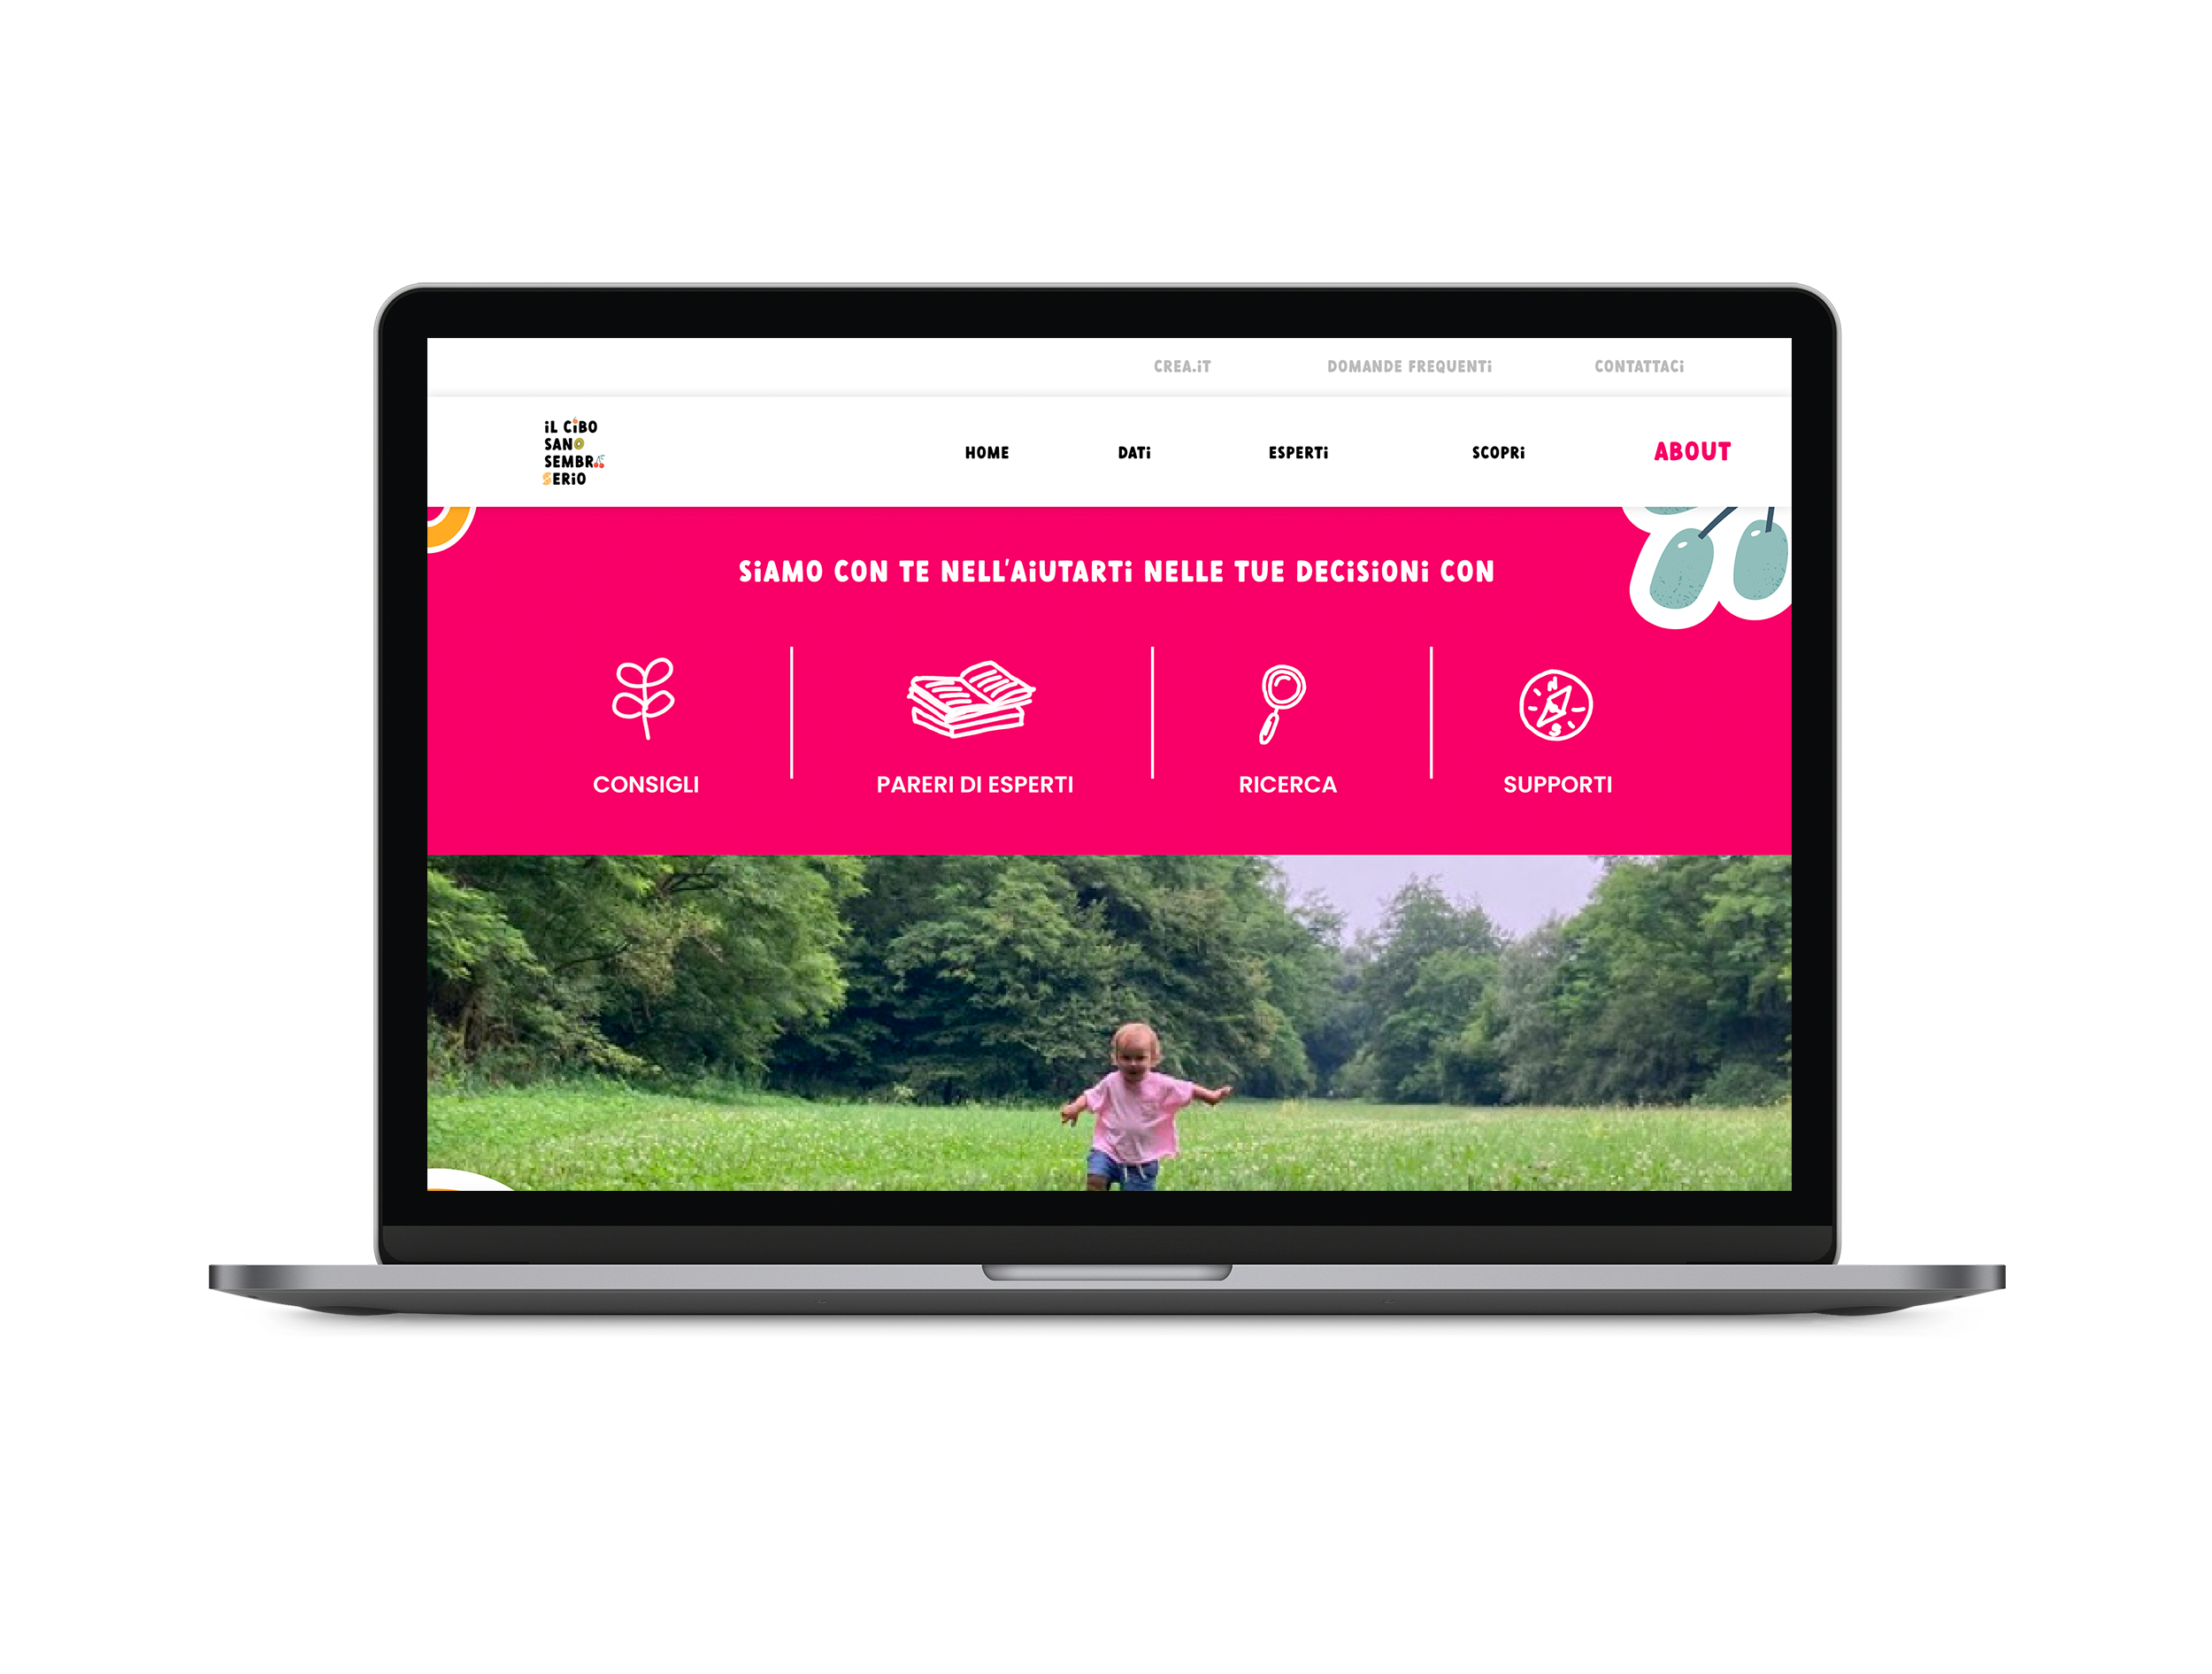 CREA.iT DOMANDE FREQUENTi CONTATTACi
iL CiBO
SANO
SEMBRA
SERiO
HOME DATi ESPERTi SCOPRi ABOUT
SiAMO CON TE NELL'AiUTARTi NELLE TUE DECiSiONi CON
N
S
CONSIGLI PARERI DI ESPERTI RICERCA SUPPORTI